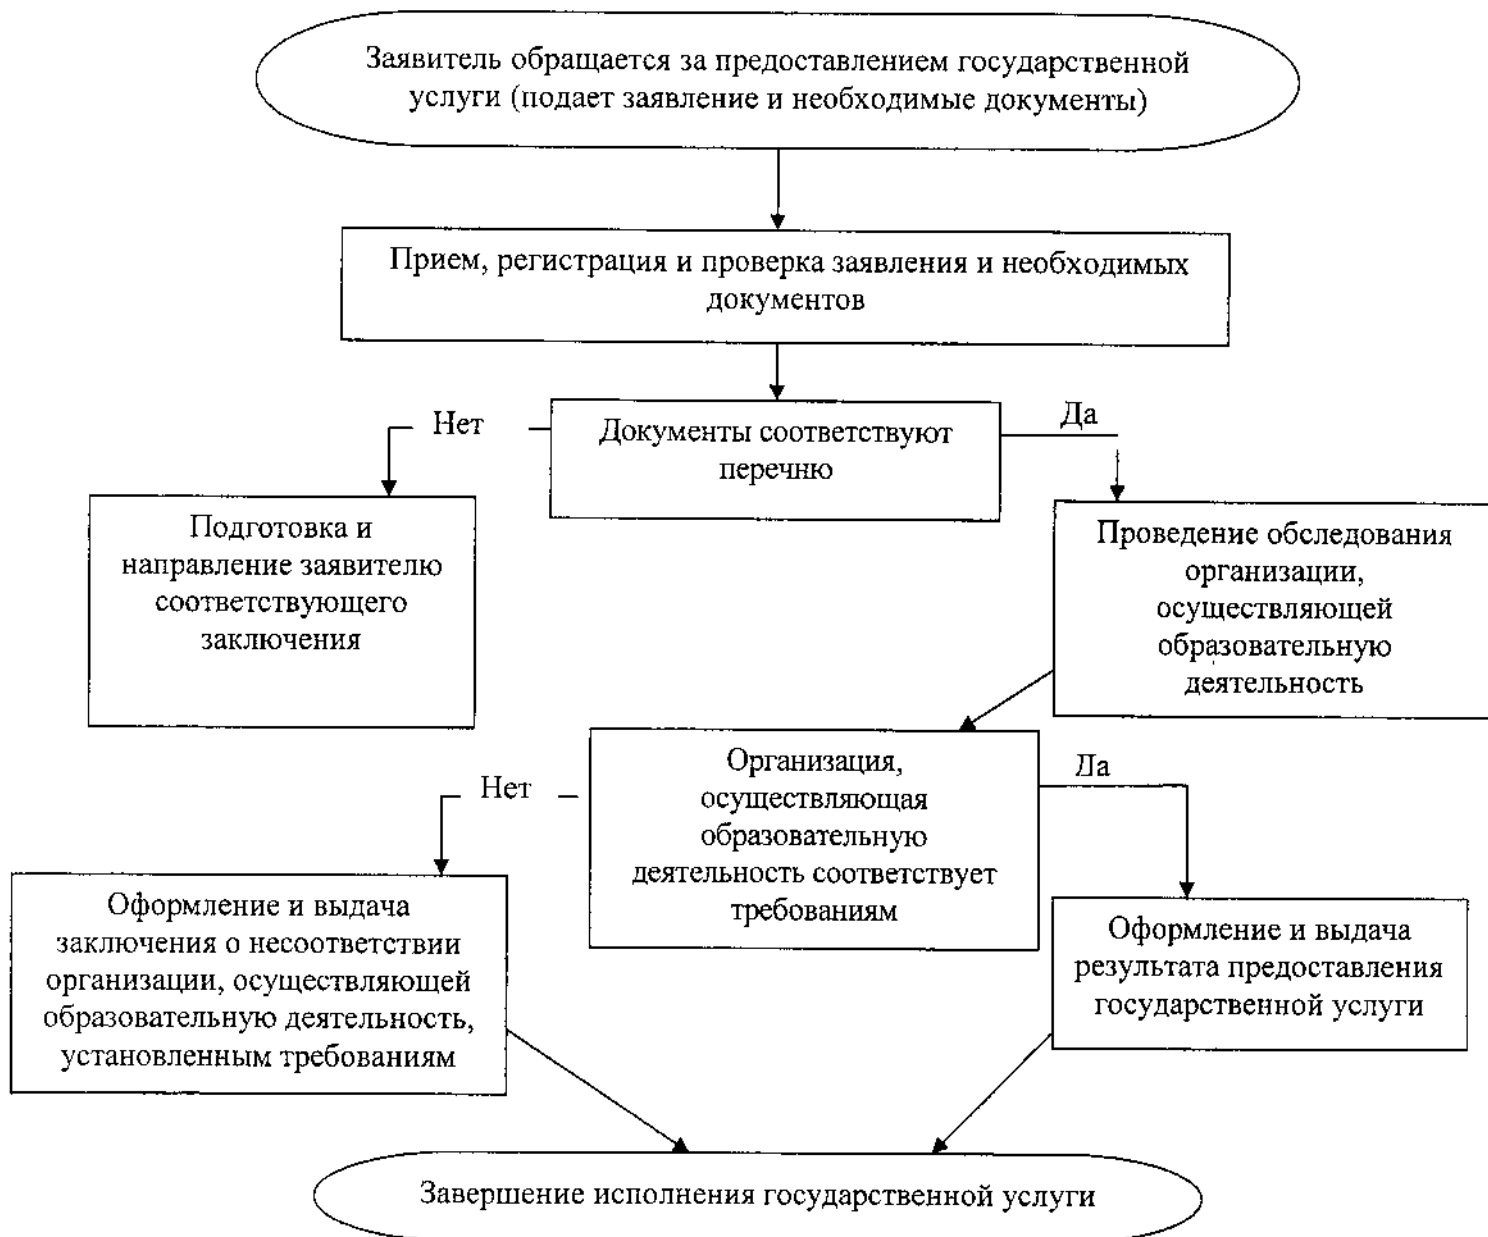 Заявитель обращается за предоставлением государственной
услуги (подает заявление и необходимые документы)
Прием, регистрация и проверка заявления и необходимых
документов
Нет
Документы соответствуют
перечню
Да
Подготовка и
направление заявителю
соответствующего
заключения
Проведение обследования
организации,
осуществляющей
образовательную
деятельность
Нет
Организация,
осуществляющая
образовательную
деятельность соответствует
требованиям
Да
Оформление и выдача
заключения о несоответствии
организации, осуществляющей
образовательную деятельность,
установленным требованиям
Оформление и выдача
результата предоставления
государственной услуги
Завершение исполнения государственной услуги